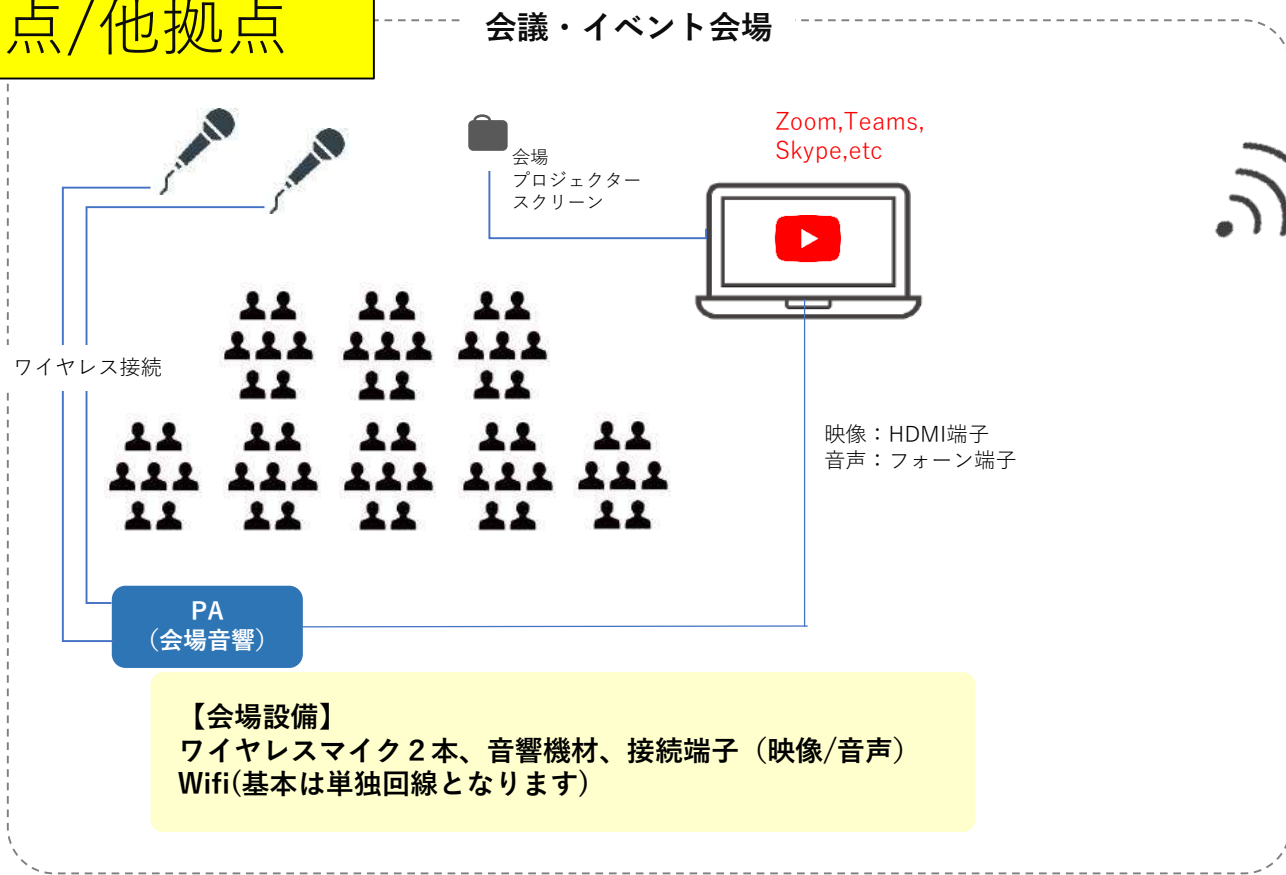 点/他拠点
会議・イベント会場
Zoom,Teams,
Skype,etc
会場
プロジェクター
スクリーン
ワイヤレス接続
映像：HDMI端子
音声：フォーン端子
PA
（会場音響）
【会場設備】
ワイヤレスマイク２本、音響機材、接続端子（映像/音声）
Wifi(基本は単独回線となります)